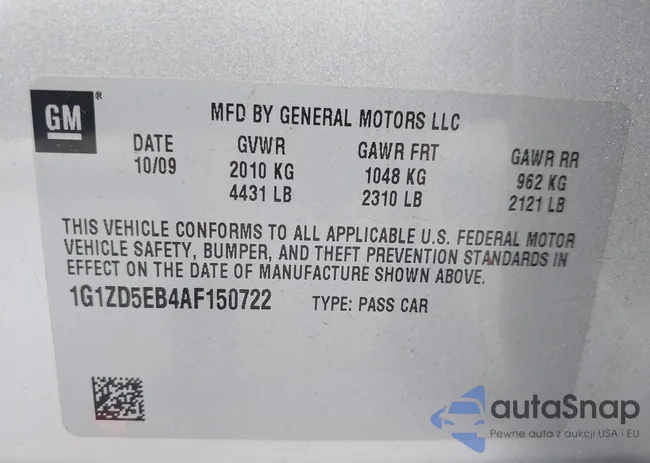 GM®
MFD BY GENERAL MOTORS LLC
DATE GVWR GAWR FRT GAWR RR
10/09 2010 KG 1048 KG 962 KG
4431 LB 2310 LB 2121 LB
THIS VEHICLE CONFORMS TO ALL APPLICABLE U.S. FEDERAL MOTOR
VEHICLE SAFETY, BUMPER, AND THEFT PREVENTION STANDARDS IN
EFFECT ON THE DATE OF MANUFACTURE SHOWN ABOVE.
1G1ZD5EB4AF150722 TYPE: PASS CAR
autaSnap
Pewne auta z aukcji USA i EU